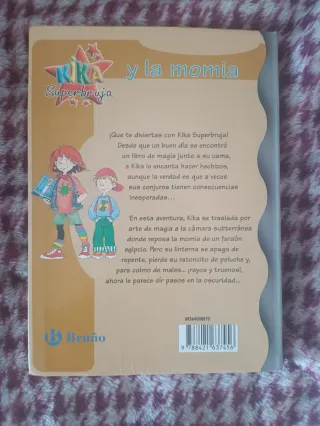 KIKA
Superbruja
y la momia
¡Que te diviertas con Kika Superbruja!
Desde que un buen día se encontró
un libro de magia junto a su cama,
a Kika le encanta hacer hechizos,
aunque la verdad es que a veces
sus conjuros tienen consecuencias
inesperadas...
En esta aventura, Kika se traslada por
arte de magia a la cámara subterránea
donde reposa la momia de un faraón
egipcio. Pero su linterna se apaga de
repente, pierde su ratoncito de peluche y,
para colmo de males... ¡rayos y truenos!,
ahora le parece oír pasos en la oscuridad...
Bruño
9 788421 637456